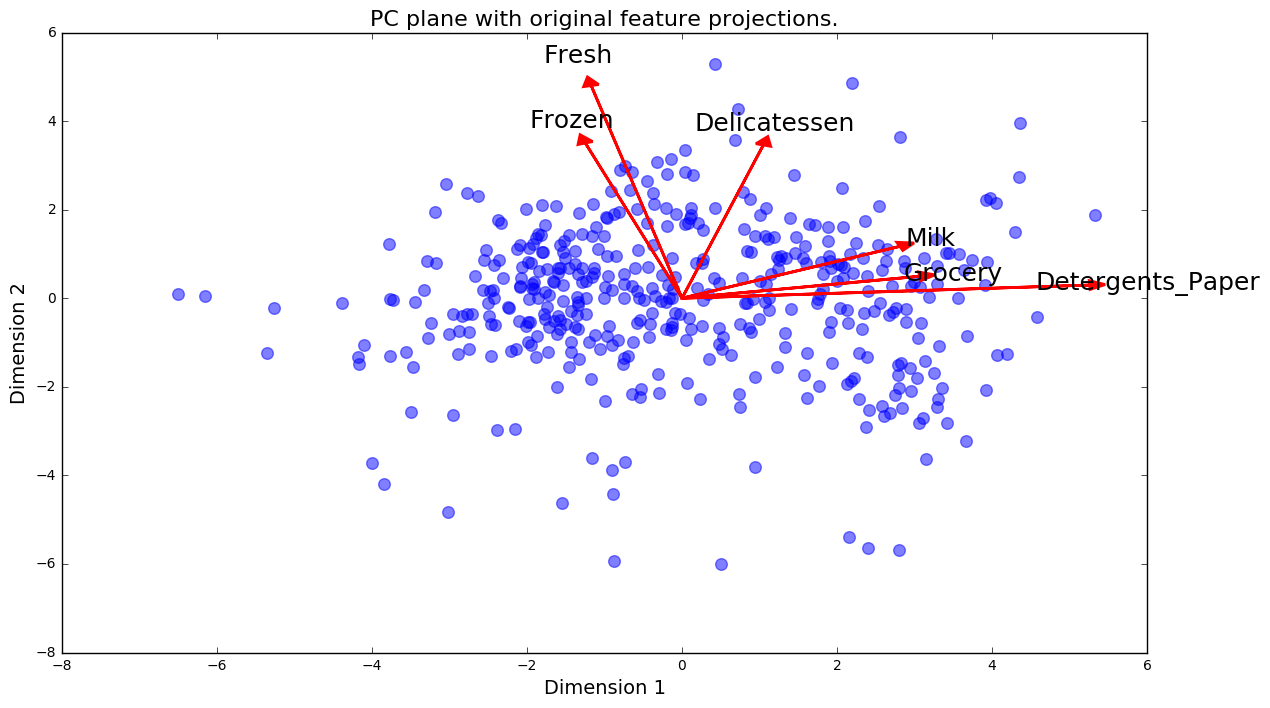 PC plane with original feature projections.
6
Fresh
4
Frozen
Delicatessen
2
Milk
Grocery
0
Detergents_Paper
−2
−4
−6
−8
−8
−6
−4
−2
0
2
4
6
Dimension 1
Dimension 2